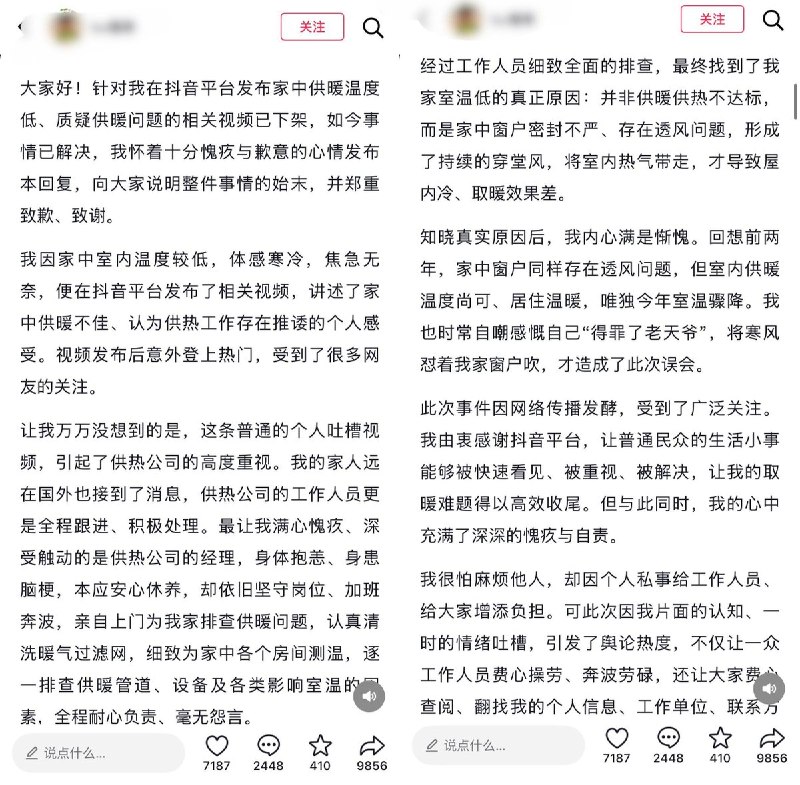 关注
大家好！针对我在抖音平台发布家中供暖温度
低、质疑供暖问题的相关视频已下架，如今事
情已解决，我怀着十分愧疚与歉意的心情发布
本回复，向大家说明整件事情的始末，并郑重
致歉、致谢。
我因家中室内温度较低，体感寒冷，焦急无
奈，便在抖音平台发布了相关视频，讲述了家
中供暖不佳、认为供热工作存在推诿的个人感
受。视频发布后意外登上热门，受到了很多网
友的关注。
让我万万没想到的是，这条普通的个人吐槽视
频，引起了供热公司的高度重视。我的家人远
在国外也接到了消息，供热公司的工作人员更
是全程跟进、积极处理。最让我满心愧疚、深
受触动的是供热公司的经理，身体抱恙、身患
脑梗，本应安心休养，却依旧坚守岗位、加班
奔波，亲自上门为我家排查供暖问题，认真清
洗暖气过滤网，细致为家中各个房间测温，逐
一排查供暖管道、设备及各类影响室温的因
素，全程耐心负责、毫无怨言。
说点什么...
7187
2448
410
9856
关注
经过工作人员细致全面的排查，最终找到了我
家室温低的真正原因：并非供暖供热不达标，
而是家中窗户密封不严、存在透风问题，形成
了持续的穿堂风，将室内热气带走，才导致屋
内冷、取暖效果差。
知晓真实原因后，我内心满是惭愧。回想前两
年，家中窗户同样存在透风问题，但室内供暖
温度尚可、居住温暖，唯独今年室温骤降。我
也时常自嘲感慨自己“得罪了老天爷”，将寒风
怼着我家窗户吹，才造成了此次误会。
此次事件因网络传播发酵，受到了广泛关注。
我由衷感谢抖音平台，让普通民众的生活小事
能够被快速看见、被重视、被解决，让我的取
暖难题得以高效收尾。但与此同时，我的心中
充满了深深的愧疚与自责。
我很怕麻烦他人，却因个人私事给工作人员、
给大家增添负担。可此次因我片面的认知、一
时的情绪吐槽，引发了舆论热度，不仅让一众
工作人员费心操劳、奔波劳碌，还让大家费心
查阅、翻找我的个人信息、工作单位、联系方
说点什么...
7187
2448
410
9856